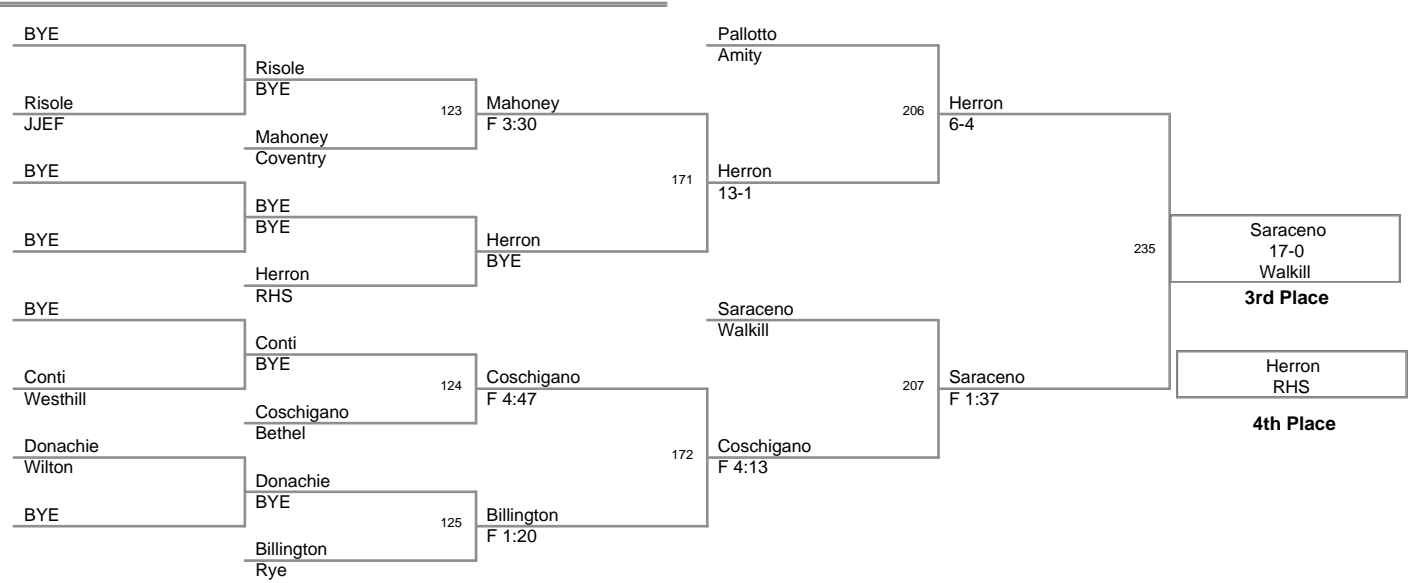 BYE
Risole
JJEF
BYE
BYE
BYE
Conti
Westhill
Donachie
Wilton
BYE
Risole
BYE
Mahoney
Coventry
BYE
BYE
Herron
RHS
Conti
BYE
Coschigano
Bethel
Donachie
BYE
Billington
Rye
123
124
125
Mahoney
F 3:30
Herron
BYE
Coschigano
F 4:47
Billington
F 1:20
171
172
Pallotto
Amity
Herron
13-1
Saraceno
Walkill
Coschigano
F 4:13
206
207
Herron
6-4
Saraceno
F 1:37
235
Saraceno
17-0
Walkill
3rd Place
Herron
RHS
4th Place